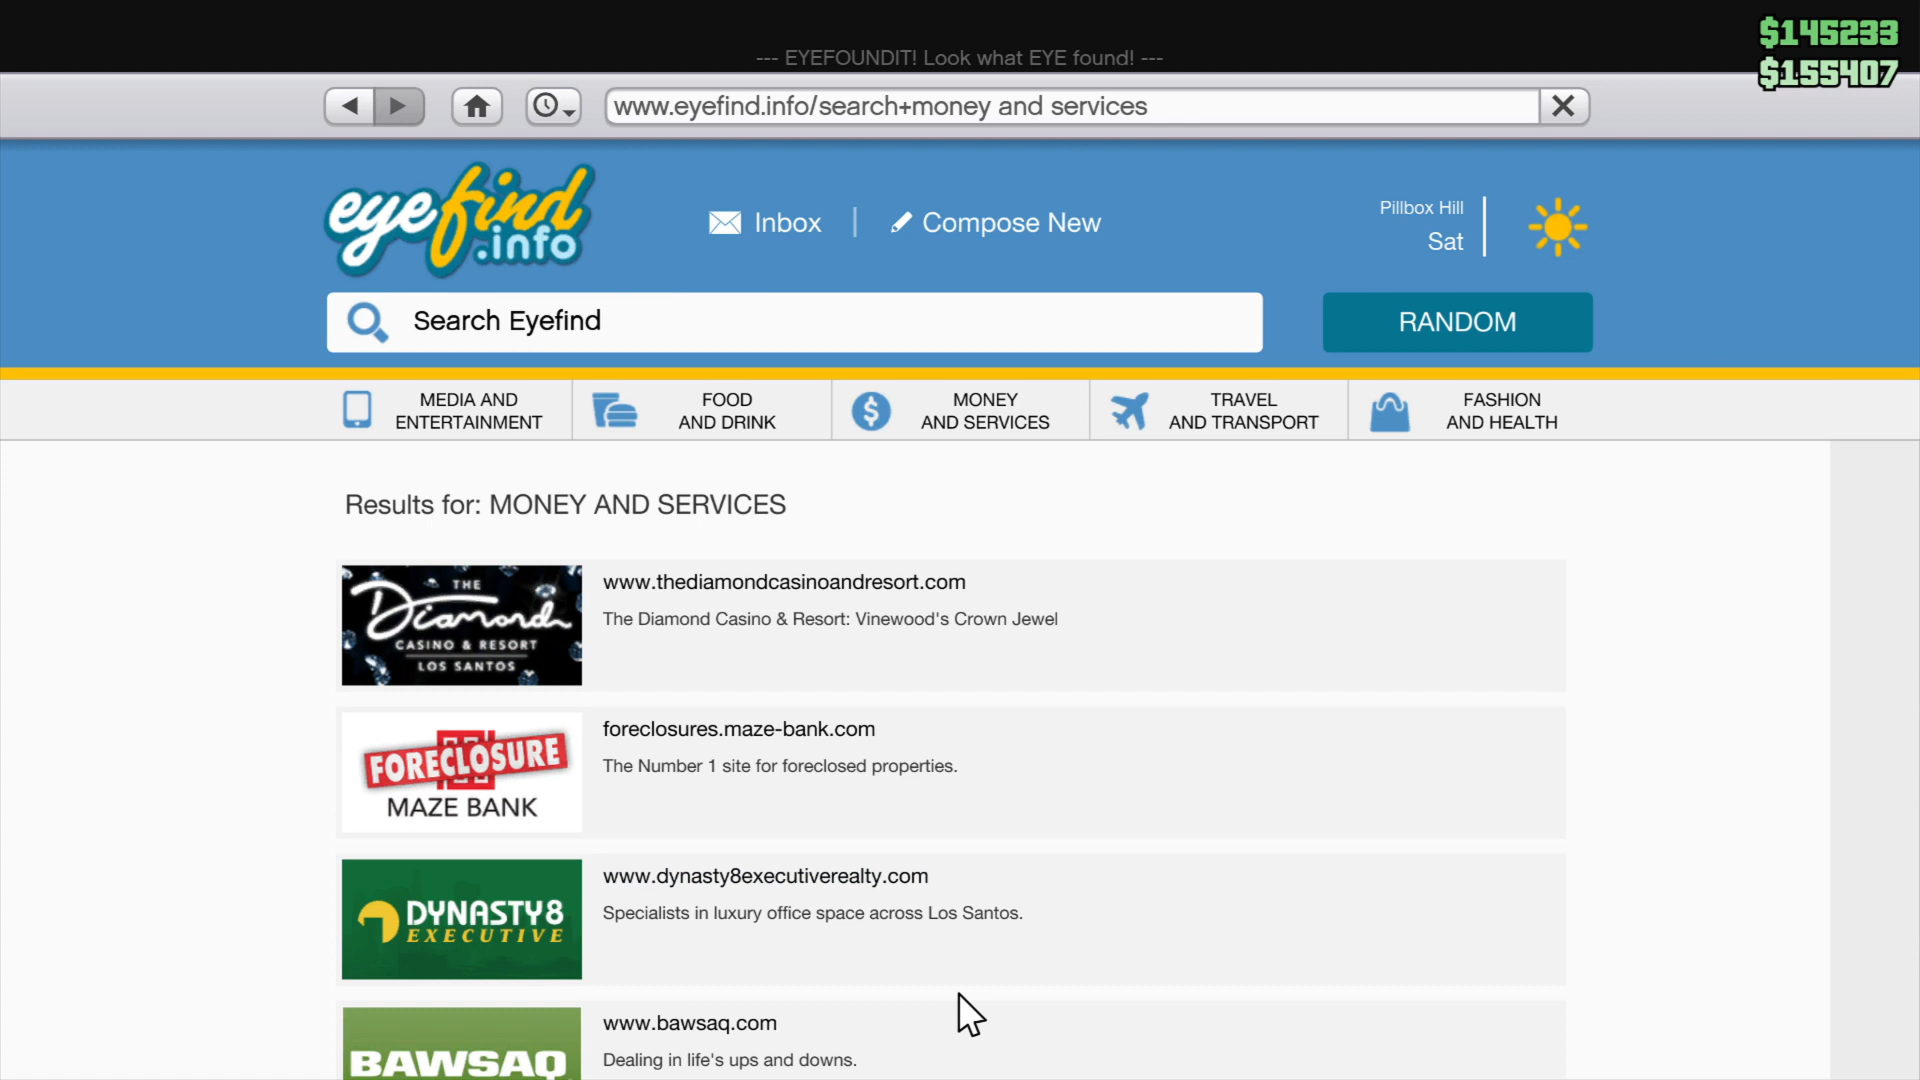 $145233
--- EYEFOUNDIT! Look what EYE found! ---
$155407
www.eyefind.info/search+money and services
eyefind
.info
Inbox
Compose New
Pillbox Hill
Sat
Search Eyefind
RANDOM
MEDIA AND
ENTERTAINMENT
FOOD
AND DRINK
MONEY
AND SERVICES
TRAVEL
AND TRANSPORT
FASHION
AND HEALTH
Results for: MONEY AND SERVICES
THE
Diamond
CASINO & RESORT
LOS SANTOS
www.thediamondcasinoandresort.com
The Diamond Casino & Resort: Vinewood's Crown Jewel
FORECLOSURE
MAZE BANK
foreclosures.maze-bank.com
The Number 1 site for foreclosed properties.
DYNASTY8
EXECUTIVE
www.dynasty8executiverealty.com
Specialists in luxury office space across Los Santos.
BAWSAQ
www.bawsaq.com
Dealing in life's ups and downs.